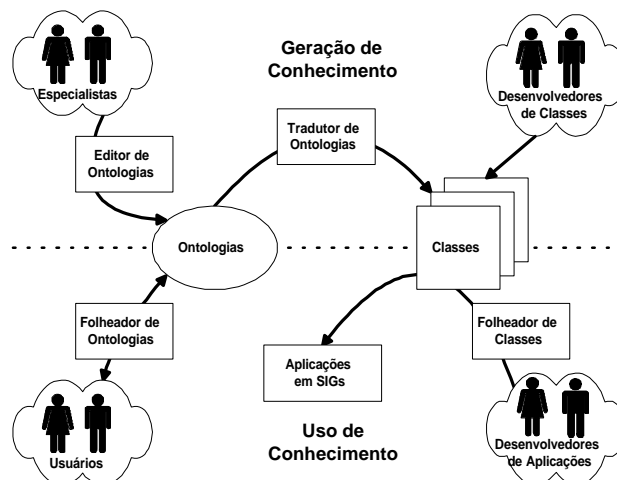 Geração de
Conhecimento
Especialistas
Desenvolvedores
de Classes
Editor de
Ontologias
Tradutor de
Ontologias
Ontologias
Classes
Folheador de
Ontologias
Aplicações
em SIGs
Folheador de
Classes
Usuários
Uso de
Conhecimento
Desenvolvedores
de Aplicações